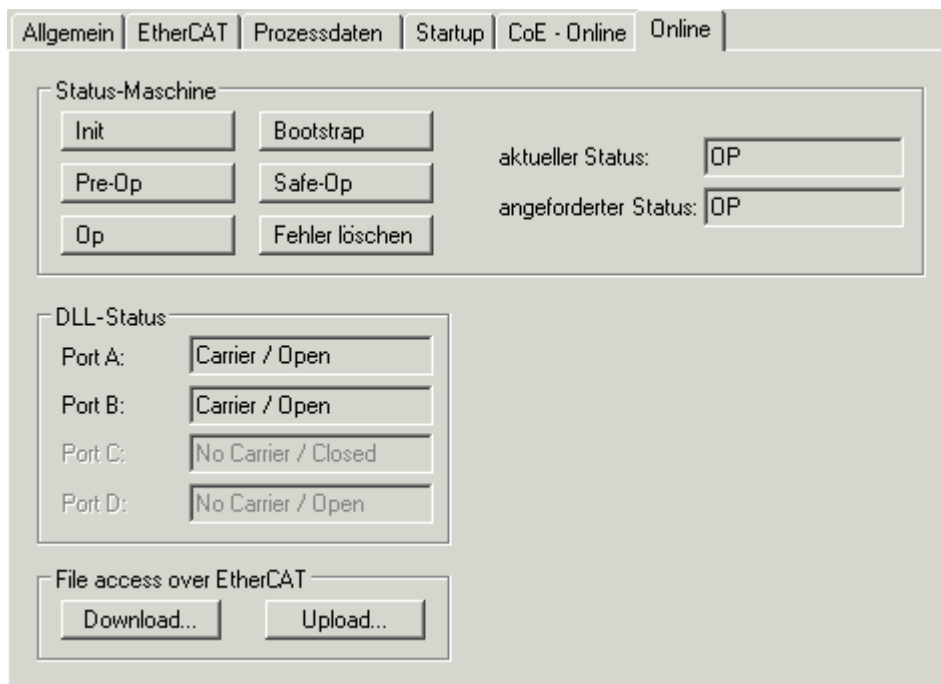 Allgemein EtherCAT Prozessdaten Startup CoE - Online Online
Status-Maschine
Init Bootstrap
aktueller Status: OP
Pre-Op Safe-Op
angeforderter Status: OP
Op Fehler löschen
DLL-Status
Port A: Carrier / Open
Port B: Carrier / Open
Port C: No Carrier / Closed
Port D: No Carrier / Open
File access over EtherCAT
Download... Upload...